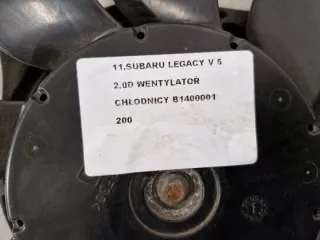 11.SUBARU LEGACY V 5
2.0D WENTYLATOR
CHŁODNICY B1400001
200